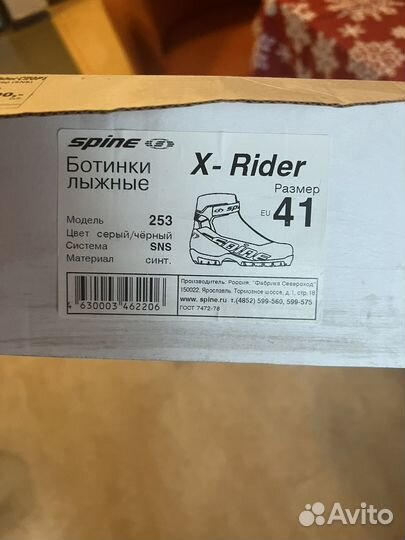 SPINE
X- Rider
Ботинки
лыжные
Размер
EU 41
Модель 253
Цвет серый/чёрный
Система SNS
Материал синт.
SPINE
4 630003 462206
Производитель: Россия, "Фабрика Североход"
150022, Ярославль, Тормозное шоссе, д.1, стр.18
www.spine.ru т.(4852) 599-560, 599-575
ГОСТ 7472-78
Avito